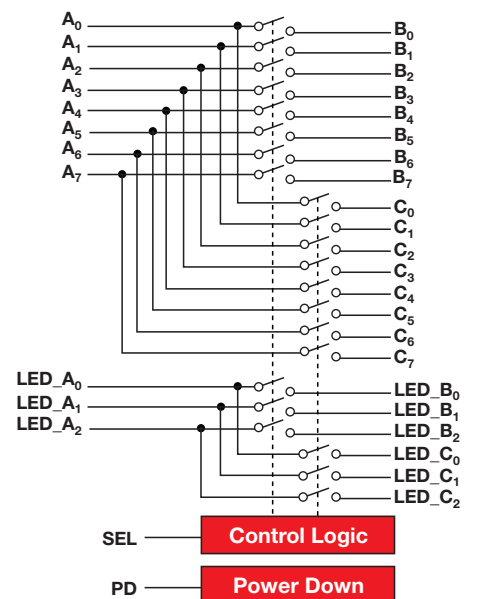 A₀
B₀
A₁
B₁
A₂
B₂
A₃
B₃
A₄
B₄
A₅
B₅
A₆
B₆
A₇
B₇
C₀
C₁
C₂
C₃
C₄
C₅
C₆
C₇
LED_A₀
LED_B₀
LED_A₁
LED_B₁
LED_A₂
LED_B₂
LED_C₀
LED_C₁
LED_C₂
SEL Control Logic
PD Power Down